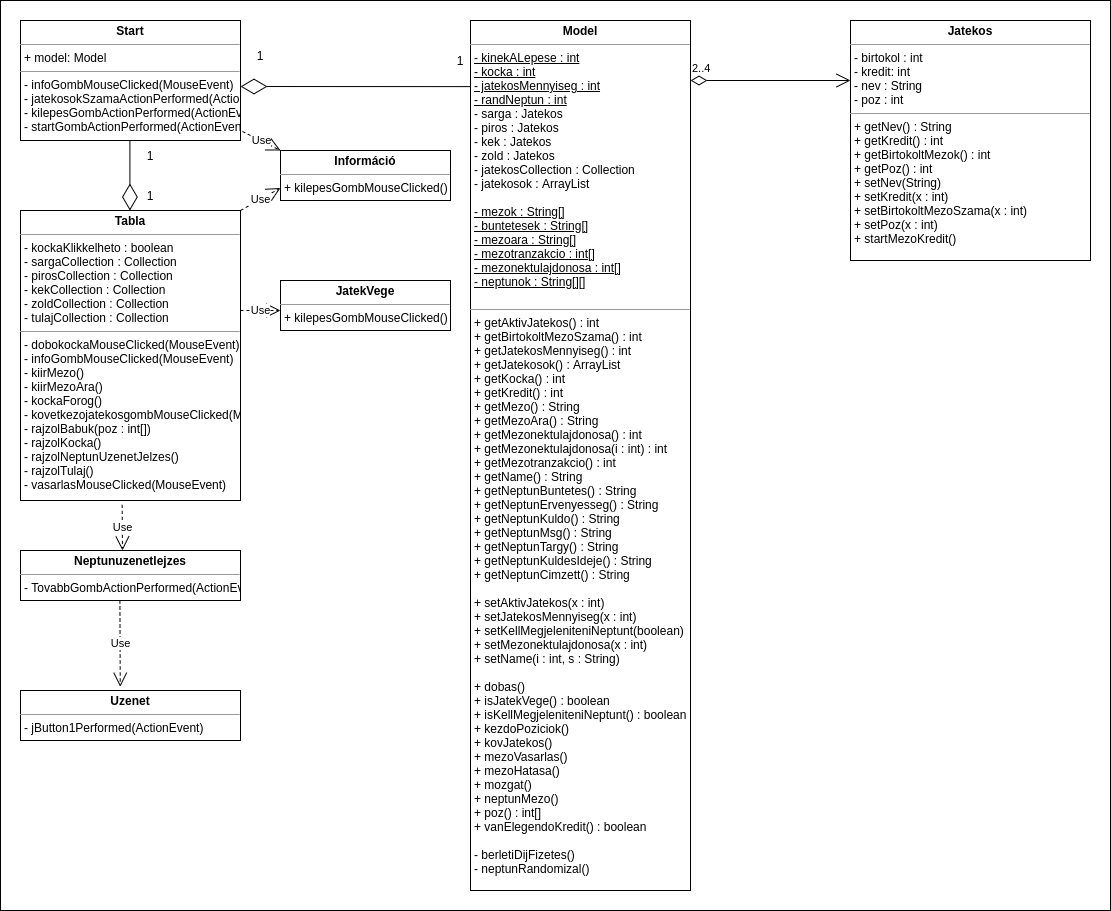 Start
+ model: Model
- infoGombMouseClicked(MouseEvent)
- jatekosokSzamaActionPerformed(Actio
- kilepesGombActionPerformed(ActionEv
- startGombActionPerformed(ActionEven
1
1
Use
Információ
+ kilepesGombMouseClicked()
Use
1
1
Tabla
- kockaKlikkelheto : boolean
- sargaCollection : Collection
- pirosCollection : Collection
- kekCollection : Collection
- zoldCollection : Collection
- tulajCollection : Collection
- dobokockaMouseClicked(MouseEvent)
- infoGombMouseClicked(MouseEvent)
- kiirMezo()
- kiirMezoAra()
- kockaForog()
- kovetkezojatekosgombMouseClicked(M
- rajzolBabuk(poz : int[])
- rajzolKocka()
- rajzolNeptunUzenetJelzes()
- rajzolTulaj()
- vasarlasMouseClicked(MouseEvent)
Use
JatekVege
+ kilepesGombMouseClicked()
Use
Neptunuzenetlejzes
- TovabbGombActionPerformed(ActionEv
Use
Uzenet
- jButton1Performed(ActionEvent)
Model
- kinekALepese : int
- kocka : int
- jatekosMennyiseg : int
- randNeptun : int
- sarga : Jatekos
- piros : Jatekos
- kek : Jatekos
- zold : Jatekos
- jatekosCollection : Collection
- jatekosok : ArrayList
- mezok : String[]
- buntetesek : String[]
- mezoara : String[]
- mezotranzakcio : int[]
- mezonektulajdonosa : int[]
- neptunok : String[][]
+ getAktivJatekos() : int
+ getBirtokoltMezoSzama() : int
+ getJatekosMennyiseg() : int
+ getJatekosok() : ArrayList
+ getKocka() : int
+ getKredit() : int
+ getMezo() : String
+ getMezoAra() : String
+ getMezonektulajdonosa() : int
+ getMezonektulajdonosa(i : int) : int
+ getMezotranzakcio() : int
+ getName() : String
+ getNeptunBuntetes() : String
+ getNeptunErvenyesseg() : String
+ getNeptunKuldo() : String
+ getNeptunMsg() : String
+ getNeptunTargy() : String
+ getNeptunKuldesIdeje() : String
+ getNeptunCimzett() : String
+ setAktivJatekos(x : int)
+ setJatekosMennyiseg(x : int)
+ setKellMegjeleniteniNeptunt(boolean)
+ setMezonektulajdonosa(x : int)
+ setName(i : int, s : String)
+ dobas()
+ isJatekVege() : boolean
+ isKellMegjeleniteniNeptunt() : boolean
+ kezdoPoziciok()
+ kovJatekos()
+ mezoVasarlas()
+ mezoHatasa()
+ mozgat()
+ neptunMezo()
+ poz() : int[]
+ vanElegendoKredit() : boolean
- berletiDijFizetes()
- neptunRandomizal()
2..4
Jatekos
- birtokol : int
- kredit: int
- nev : String
- poz : int
+ getNev() : String
+ getKredit() : int
+ getBirtokoltMezok() : int
+ getPoz() : int
+ setNev(String)
+ setKredit(x : int)
+ setBirtokoltMezoSzama(x : int)
+ setPoz(x : int)
+ startMezoKredit()